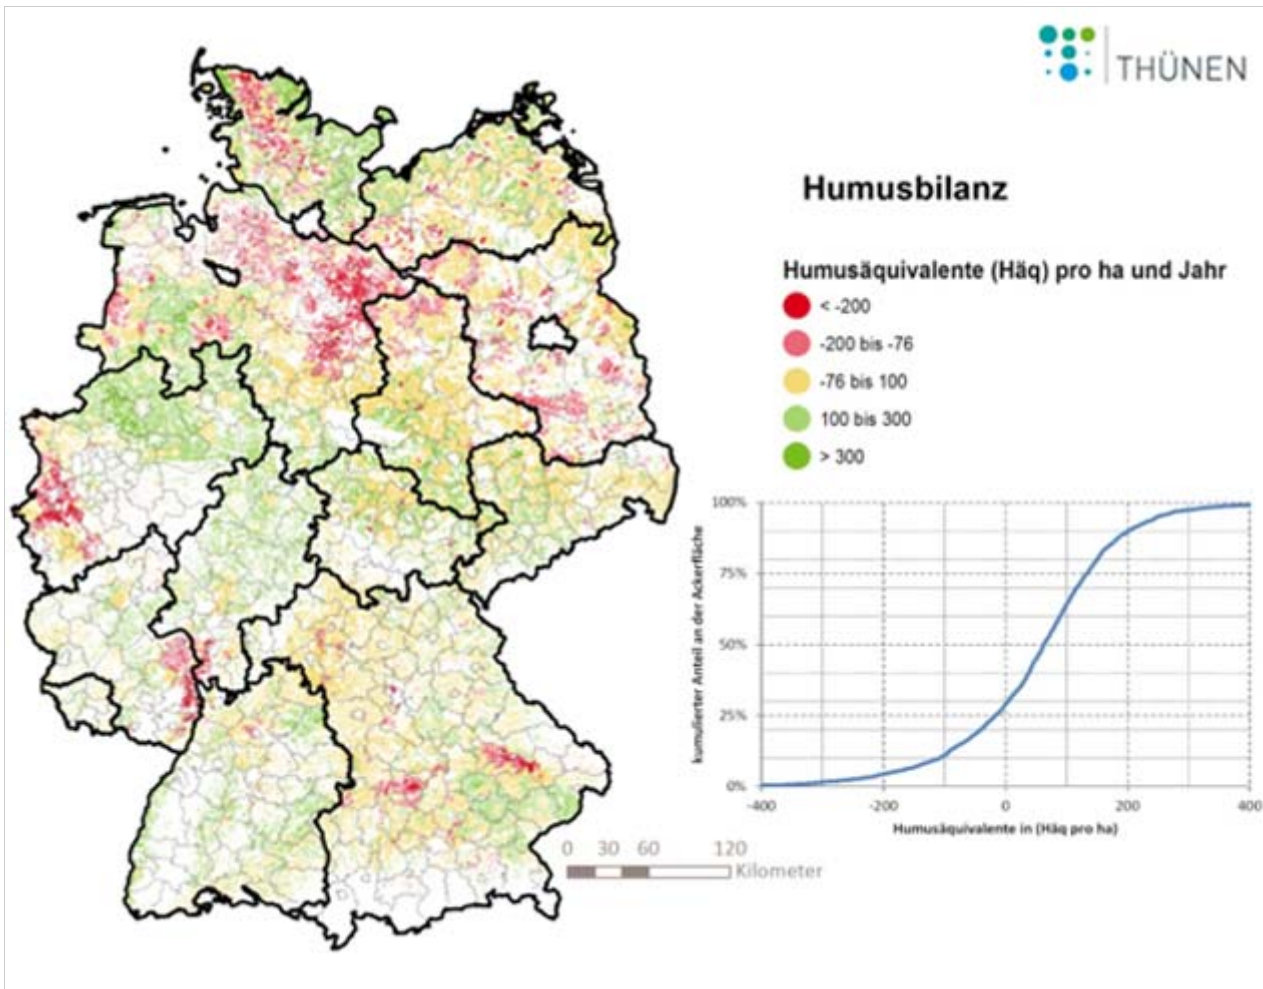 THÜNEN
Humusbilanz
Humusäquivalente (Häq) pro ha und Jahr
< -200
-200 bis -76
-76 bis 100
100 bis 300
> 300
kumulierter Anteil an der Ackerfläche
100%
75%
50%
25%
0%
-400 -200 0 200 400
Humusäquivalente in (Häq pro ha)
0 30 60 120
Kilometer